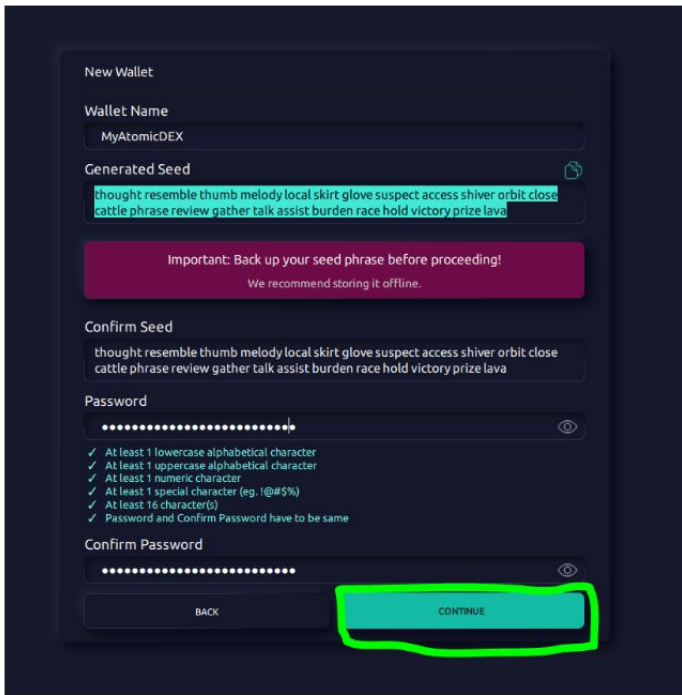 New Wallet
Wallet Name
MyAtomicDEX
Generated Seed
thought resemble thumb melody local skirt glove suspect access shiver orbit close
cattle phrase review gather talk assist burden race hold victory prize lava
Important: Back up your seed phrase before proceeding!
We recommend storing it offline.
Confirm Seed
thought resemble thumb melody local skirt glove suspect access shiver orbit close
cattle phrase review gather talk assist burden race hold victory prize lava
Password
✓ At least 1 lowercase alphabetical character
✓ At least 1 uppercase alphabetical character
✓ At least 1 numeric character
✓ At least 1 special character (eg. !@#$%)
✓ At least 16 character(s)
✓ Password and Confirm Password have to be same
Confirm Password
BACK
CONTINUE